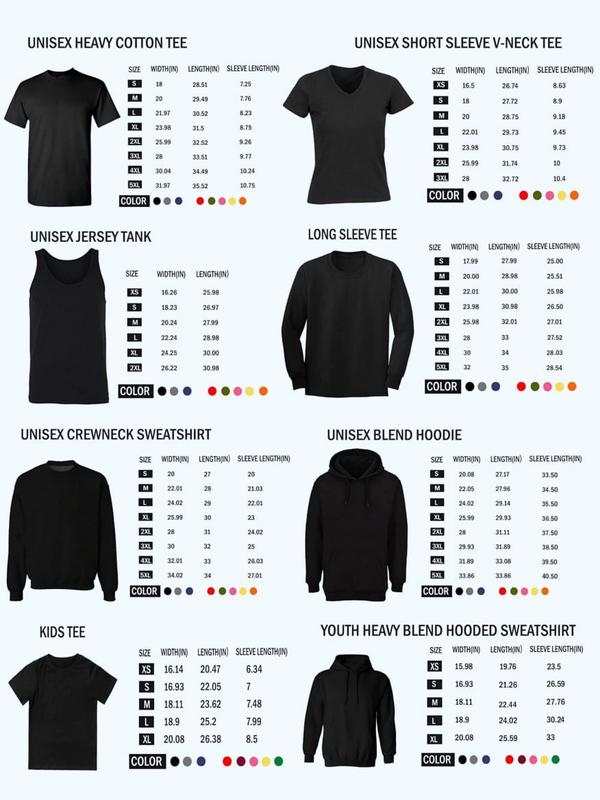 UNISEX HEAVY COTTON TEE
SIZE WIDTH(IN) LENGTH(IN) SLEEVE LENGTH(IN)
S 18 28.51 7.25
M 20 29.49 7.76
L 21.97 30.52 8.23
XL 23.98 31.5 8.75
2XL 25.99 32.52 9.26
3XL 28 33.51 9.77
4XL 30.04 34.49 10.24
5XL 31.97 35.52 10.75
COLOR
UNISEX SHORT SLEEVE V-NECK TEE
SIZE WIDTH(IN) LENGTH(IN) SLEEVE LENGTH(IN)
XS 16.5 26.74 8.63
S 18 27.72 8.9
M 20 28.75 9.18
L 22.01 29.73 9.45
XL 23.98 30.75 9.73
2XL 25.99 31.74 10
3XL 28 32.72 10.4
COLOR
UNISEX JERSEY TANK
SIZE WIDTH(IN) LENGTH(IN)
XS 16.26 25.98
S 18.23 26.97
M 20.24 27.99
L 22.24 28.98
XL 24.25 30.00
2XL 26.22 30.98
COLOR
LONG SLEEVE TEE
SIZE WIDTH(IN) LENGTH(IN) SLEEVE LENGTH(IN)
S 17.99 27.99 25.00
M 20.00 28.98 25.51
L 22.01 30.00 25.98
XL 23.98 30.98 26.50
2XL 25.98 32.01 27.01
3XL 28 33 27.52
4XL 30 34 28.03
5XL 32 35 28.54
COLOR
UNISEX CREWNECK SWEATSHIRT
SIZE WIDTH(IN) LENGTH(IN) SLEEVE LENGTH(IN)
S 20 27 20
M 22.01 28 21.03
L 24.02 29 22.01
XL 25.99 30 23
2XL 28 31 24.02
3XL 30 32 25
4XL 32.01 33 26.03
5XL 34.02 34 27.01
COLOR
UNISEX BLEND HOODIE
SIZE WIDTH(IN) LENGTH(IN) SLEEVE LENGTH(IN)
S 20.08 27.17 33.50
M 22.05 27.96 34.50
L 24.02 29.14 35.50
XL 25.99 29.93 36.50
2XL 28 31.11 37.50
3XL 29.93 31.89 38.50
4XL 31.89 33.08 39.50
5XL 33.86 33.86 40.50
COLOR
KIDS TEE
SIZE WIDTH(IN) LENGTH(IN) SLEEVE LENGTH(IN)
XS 16.14 20.47 6.34
S 16.93 22.05 7
M 18.11 23.62 7.48
L 18.9 25.2 7.99
XL 20.08 26.38 8.5
COLOR
YOUTH HEAVY BLEND HOODED SWEATSHIRT
SIZE WIDTH(IN) LENGTH(IN) SLEEVE LENGTH(IN)
XS 15.98 19.76 23.5
S 16.93 21.26 26.59
M 18.11 22.44 27.76
L 18.9 24.02 30.24
XL 20.08 25.59 33
COLOR